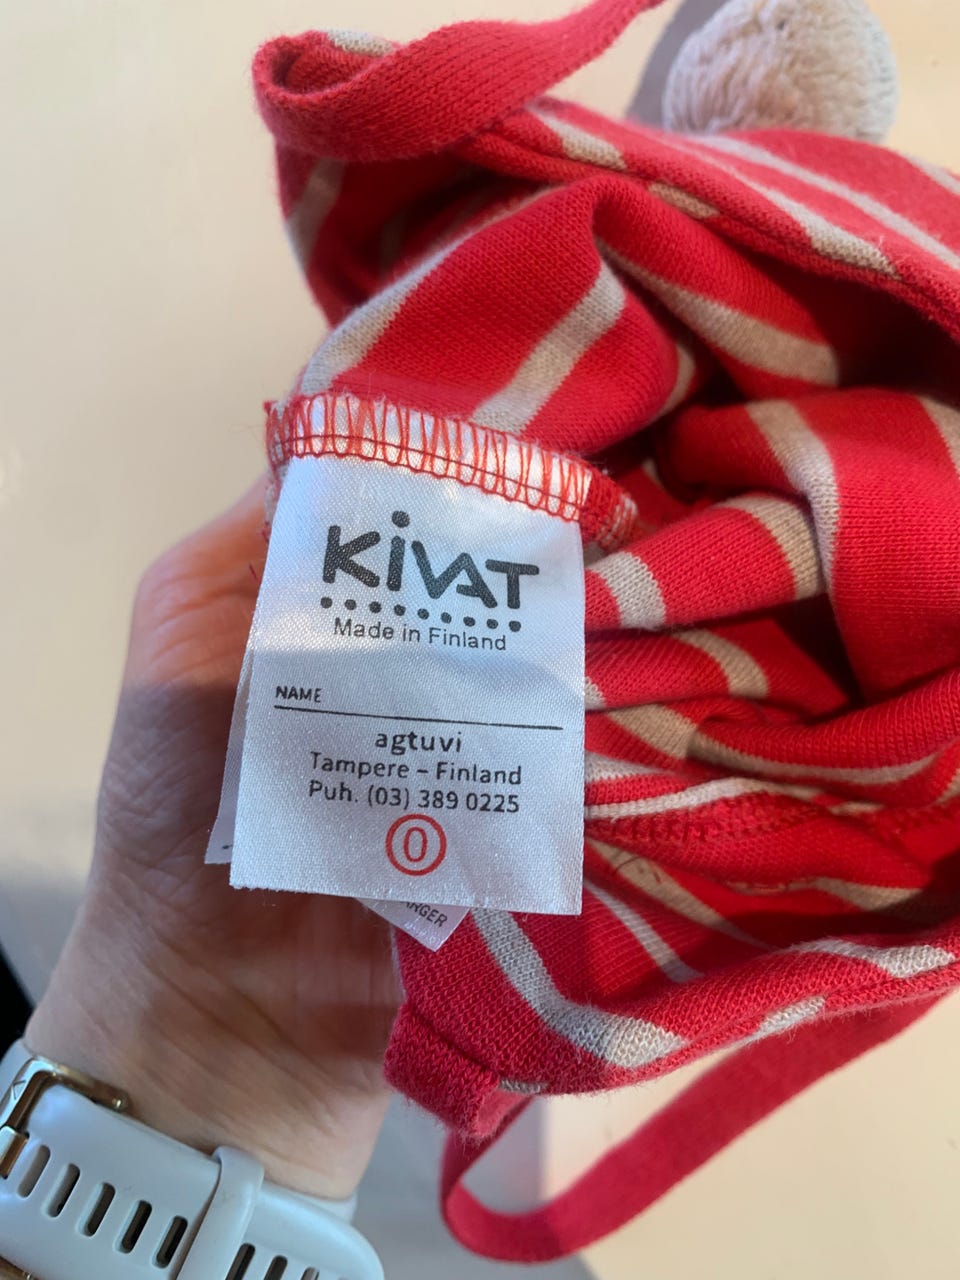 KiVAT
Made in Finland
NAME
agtuvi
Tampere – Finland
Puh. (03) 389 0225
0